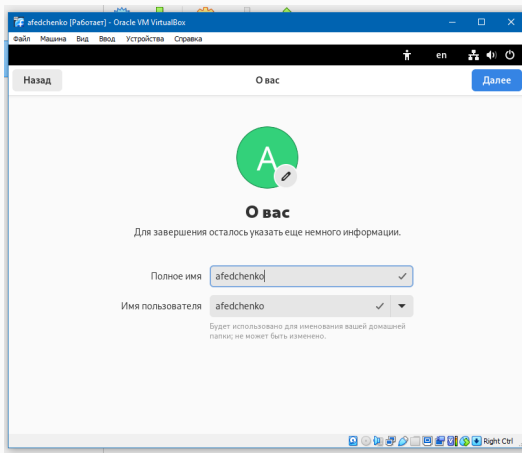 afedchenko [Работает] - Oracle VM VirtualBox
Файл Машина Вид Ввод Устройства Справка
en
Назад О вас Далее
A
О вас
Для завершения осталось указать еще немного информации.
Полное имя afedchenko
Имя пользователя afedchenko
Будет использовано для именования вашей домашней
папки; не может быть изменено.
Right Ctrl